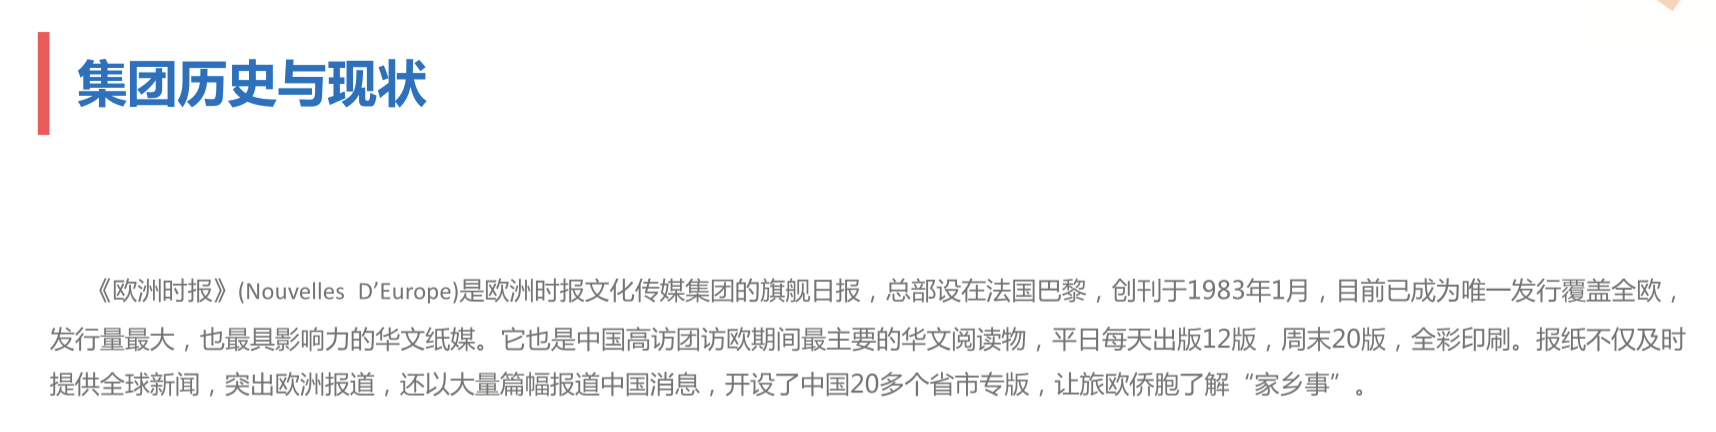 集团历史与现状
《欧洲时报》(Nouvelles D’Europe)是欧洲时报文化传媒集团的旗舰日报，总部设在法国巴黎，创刊于1983年1月，目前已成为唯一发行覆盖全欧，
发行量最大，也最具影响力的华文纸媒。它也是中国高访团访欧期间最主要的华文阅读物，平日每天出版12版，周末20版，全彩印刷。报纸不仅及时
提供全球新闻，突出欧洲报道，还以大量篇幅报道中国消息，开设了中国20多个省市专版，让旅欧侨胞了解“家乡事”。